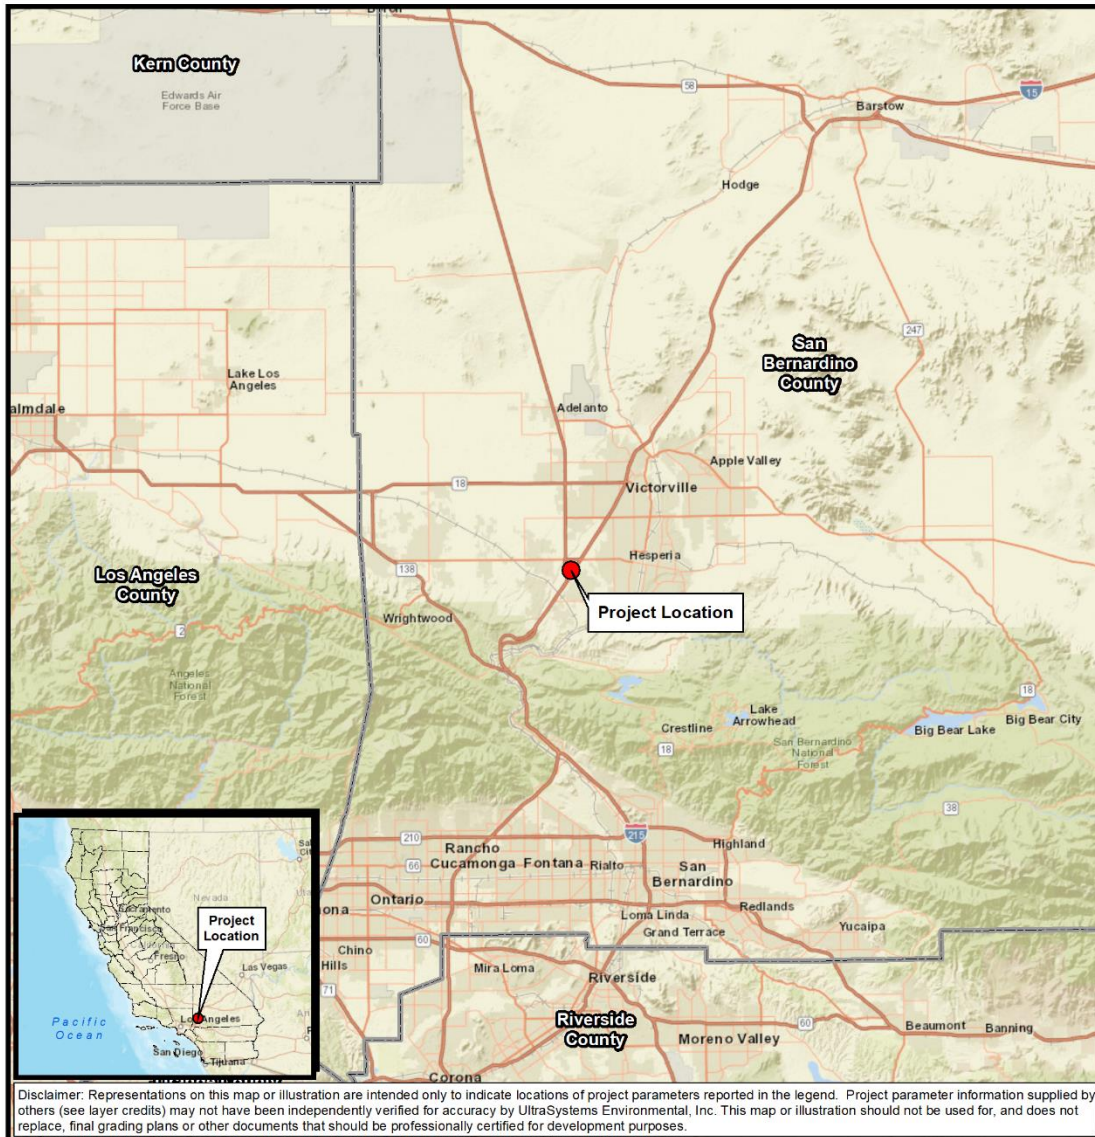 Kern County
Edwards Air
Force Base
58
15
Barstow
Hodge
247
San
Bernardino
County
Lake Los
Angeles
Adelanto
almdale
Apple Valley
18
Victorville
Hesperia
Los Angeles
County
138
Project Location
Wrightwood
2
Angeles
National
Forest
18
Lake
Arrowhead
Crestline
Big Bear City
Big Bear Lake
18
San Bernardino
National
Forest
38
215
210
Highland
Rancho
Cucamonga
Fontana
Rialto
66
San
Bernardino
Ontario
Redlands
Loma Linda
Yucaipa
Grand Terrace
60
Chino
Hills
Mira Loma
Riverside
71
Riverside
County
60
Beaumont
Banning
Moreno Valley
Corona
Nevada
Sacramento
San Francisco
Fresno
Project
Location
Las Vegas
Los Angeles
Pacific
Ocean
San Diego
Tijuana
Disclaimer: Representations on this map or illustration are intended only to indicate locations of project parameters reported in the legend. Project parameter information supplied by
others (see layer credits) may not have been independently verified for accuracy by UltraSystems Environmental, Inc. This map or illustration should not be used for, and does not
replace, final grading plans or other documents that should be professionally certified for development purposes.